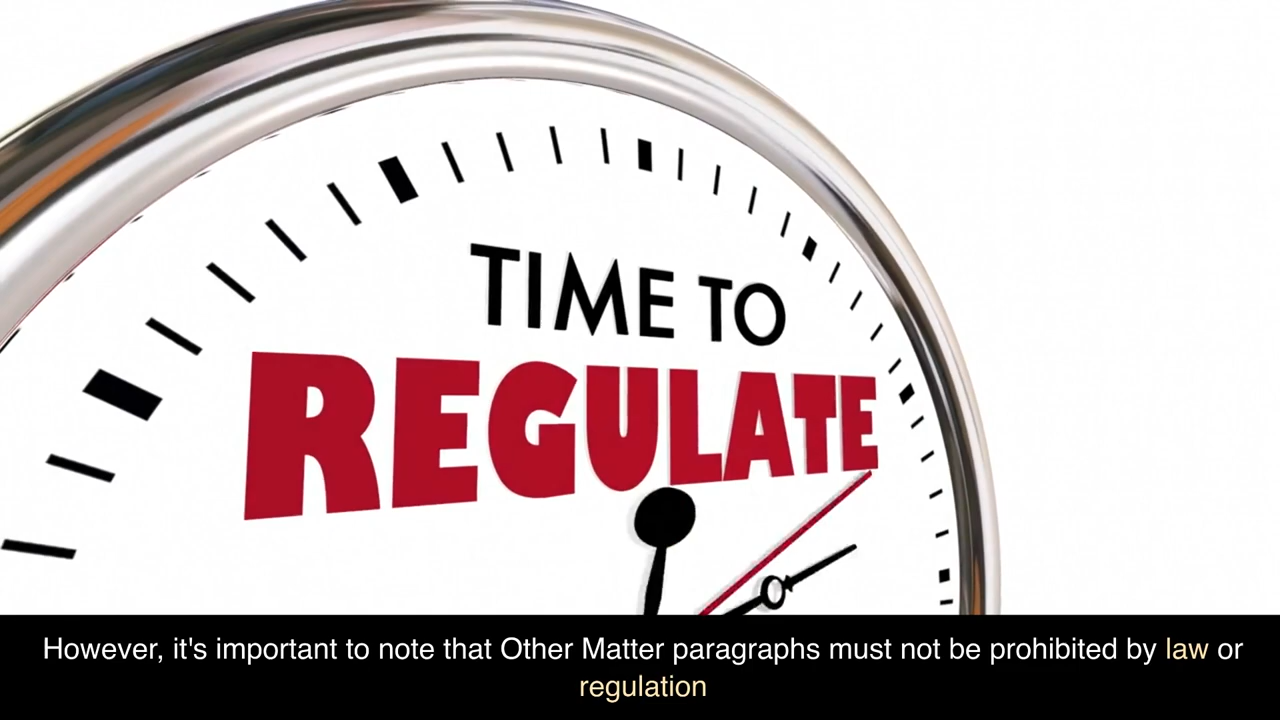 TIME TO
REGULATE
However, it's important to note that Other Matter paragraphs must not be prohibited by law or
regulation